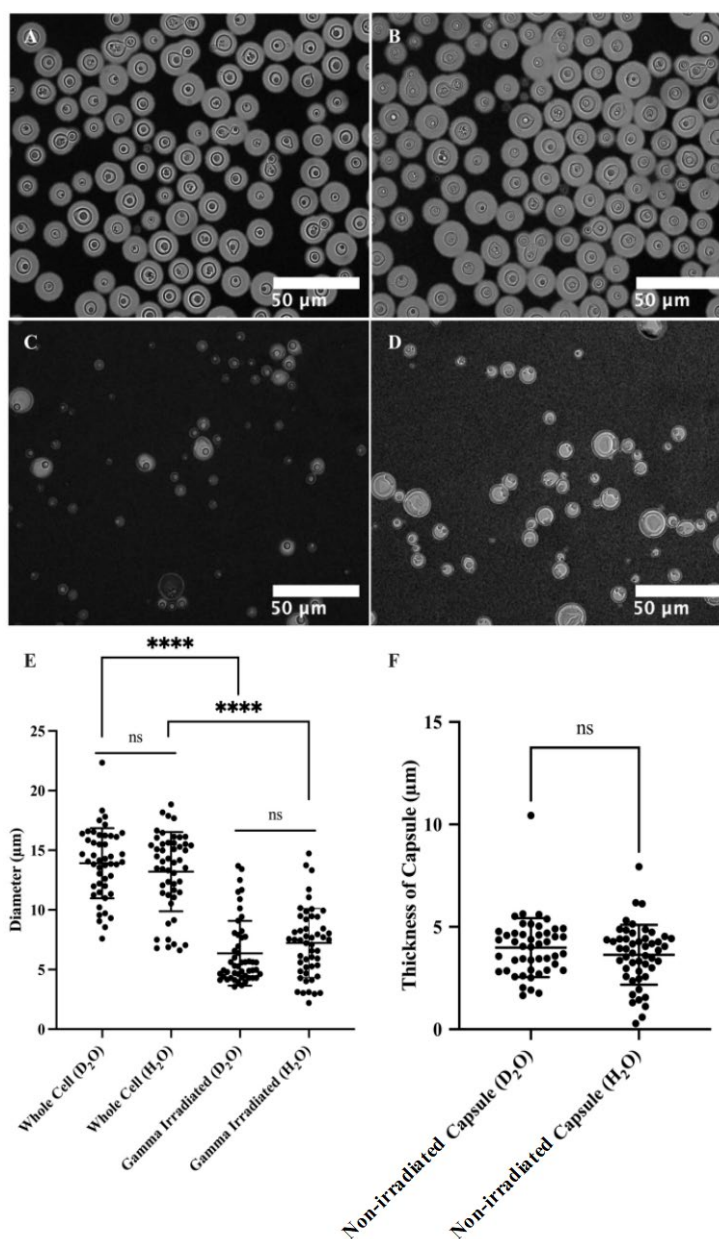 A
B
50 µm
50 µm
C
D
50 µm
50 µm
E
F
****
****
ns
ns
ns
Diameter (µm)
25
20
15
10
5
0
Whole Cell (D₂O)
Whole Cell (H₂O)
Gamma Irradiated (D₂O)
Gamma Irradiated (H₂O)
Thickness of Capsule (µm)
15
10
5
0
Non-irradiated Capsule (D₂O)
Non-irradiated Capsule (H₂O)